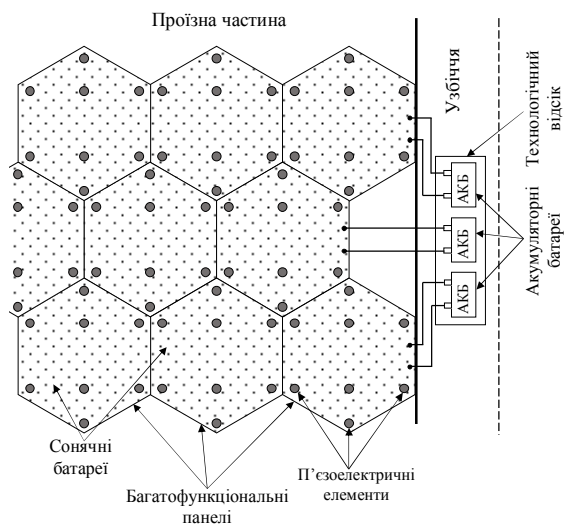 Проїзна частина
Узбіччя
Технологічний
відсік
АКБ
АКБ
АКБ
Акумуляторні
батареї
Сонячні
батареї
Багатофункціональні
панелі
П’єзоелектричні
елементи